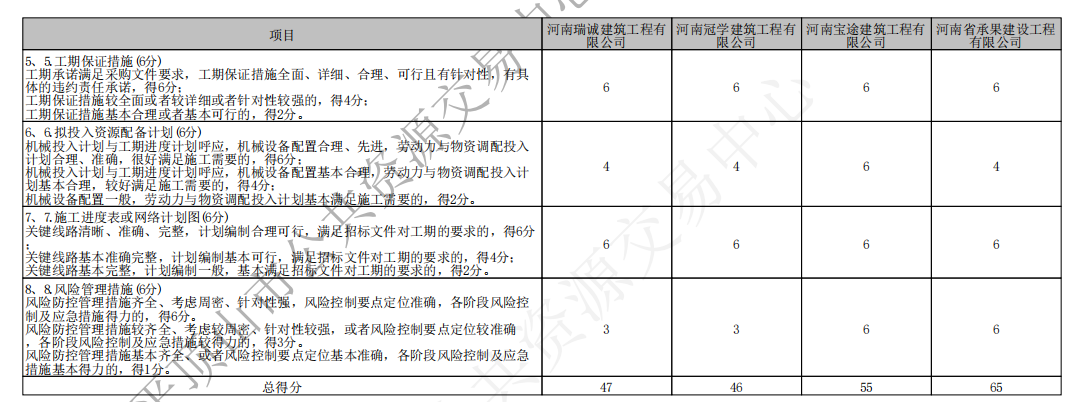 项目
河南瑞诚建筑工程有
限公司
河南冠学建筑工程有
限公司
河南宝途建筑工程有
限公司
河南省承果建设工程
有限公司
5、5.工期保证措施(6分)
工期承诺满足采购文件要求，工期保证措施全面、详细、合理、可行且有针对性，有具
体的违约责任承诺，得6分；
工期保证措施较全面或者较详细或者针对性较强的，得4分；
工期保证措施基本合理或者基本可行的，得2分。
6
6
6
6
6、6.拟投入资源配备计划(6分)
机械投入计划与工期进度计划呼应，机械设备配置合理、先进，劳动力与物资调配投入
计划合理、准确，很好满足施工需要的，得6分；
机械投入计划与工期进度计划呼应，机械设备配置基本合理，劳动力与物资调配投入计
划基本合理，较好满足施工需要的，得4分；
机械设备配置一般，劳动力与物资调配投入计划基本满足施工需要的，得2分。
4
4
6
4
7、7.施工进度表或网络计划图(6分)
关键线路清晰、准确、完整，计划编制合理可行，满足招标文件对工期的要求的，得6分
；
关键线路基本准确完整，计划编制基本可行，满足招标文件对工期的要求的，得4分；
关键线路基本完整，计划编制一般，基本满足招标文件对工期的要求的，得2分。
6
6
6
6
8、8.风险管理措施(6分)
风险防控管理措施齐全、考虑周密、针对性强，风险控制要点定位准确，各阶段风险控
制及应急措施得力的，得6分。
风险防控管理措施较齐全、考虑较周密、针对性较强，或者风险控制要点定位较准确
，各阶段风险控制及应急措施较得力的，得3分。
风险防控管理措施基本齐全、或者风险控制要点定位基本准确，各阶段风险控制及应急
措施基本得力的，得1分。
3
3
6
6
总得分
47
46
55
65
平顶山市公共资源交易中心
共资源交易中心